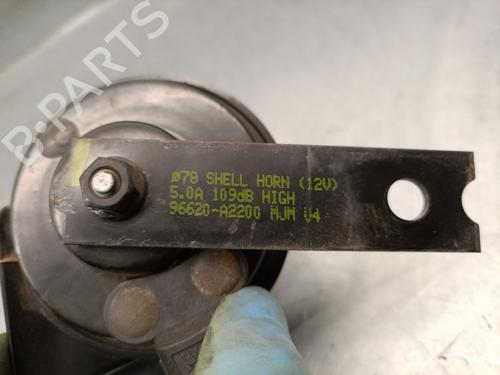 B-PARTS
ø78 SHELL HORN (12V)
5.0A 109dB HIGH
96620-A2200 MJM V4